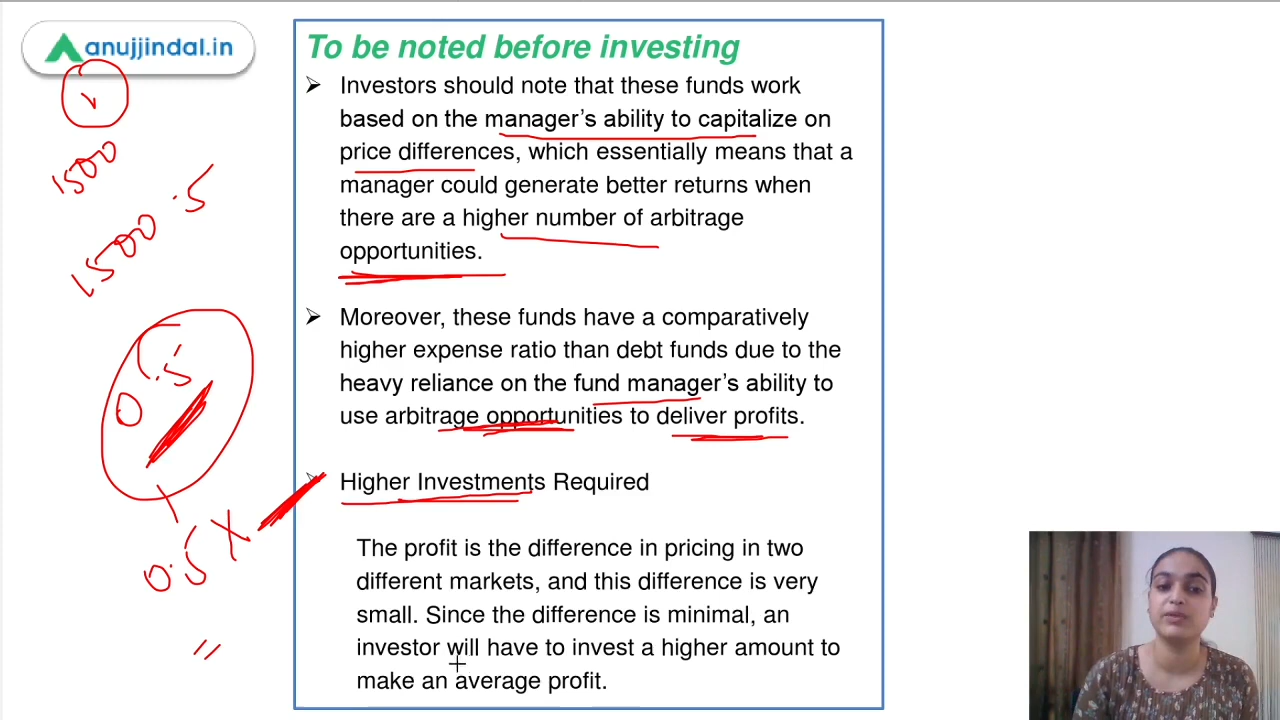 anujjindal.in
To be noted before investing
Investors should note that these funds work
based on the manager's ability to capitalize on
price differences, which essentially means that a
manager could generate better returns when
there are a higher number of arbitrage
opportunities.
Moreover, these funds have a comparatively
higher expense ratio than debt funds due to the
heavy reliance on the fund manager's ability to
use arbitrage opportunities to deliver profits.
Higher Investments Required
The profit is the difference in pricing in two
different markets, and this difference is very
small. Since the difference is minimal, an
investor will have to invest a higher amount to
make an average profit.
1500
1500.5
0.5
0.5 X
=